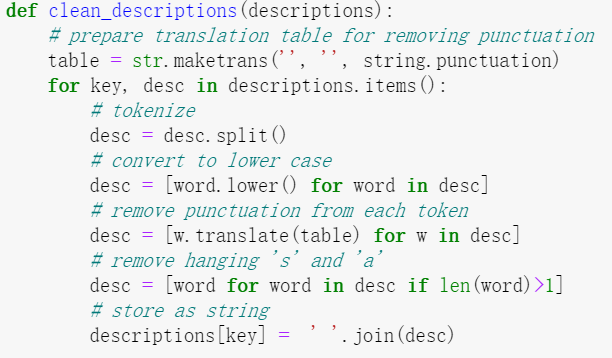 def clean_descriptions(descriptions):
    # prepare translation table for removing punctuation
    table = str.maketrans('', '', string.punctuation)
    for key, desc in descriptions.items():
        # tokenize
        desc = desc.split()
        # convert to lower case
        desc = [word.lower() for word in desc]
        # remove punctuation from each token
        desc = [w.translate(table) for w in desc]
        # remove hanging 's' and 'a'
        desc = [word for word in desc if len(word)>1]
        # store as string
        descriptions[key] =  ' '.join(desc)